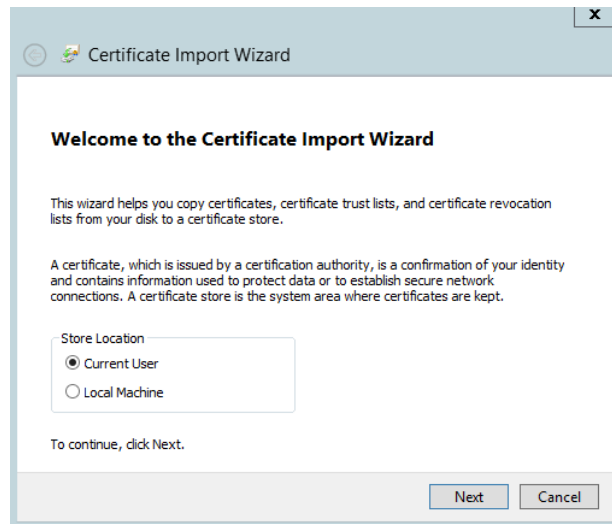 x
Certificate Import Wizard
Welcome to the Certificate Import Wizard
This wizard helps you copy certificates, certificate trust lists, and certificate revocation
lists from your disk to a certificate store.
A certificate, which is issued by a certification authority, is a confirmation of your identity
and contains information used to protect data or to establish secure network
connections. A certificate store is the system area where certificates are kept.
Store Location
Current User
Local Machine
To continue, click Next.
Next Cancel